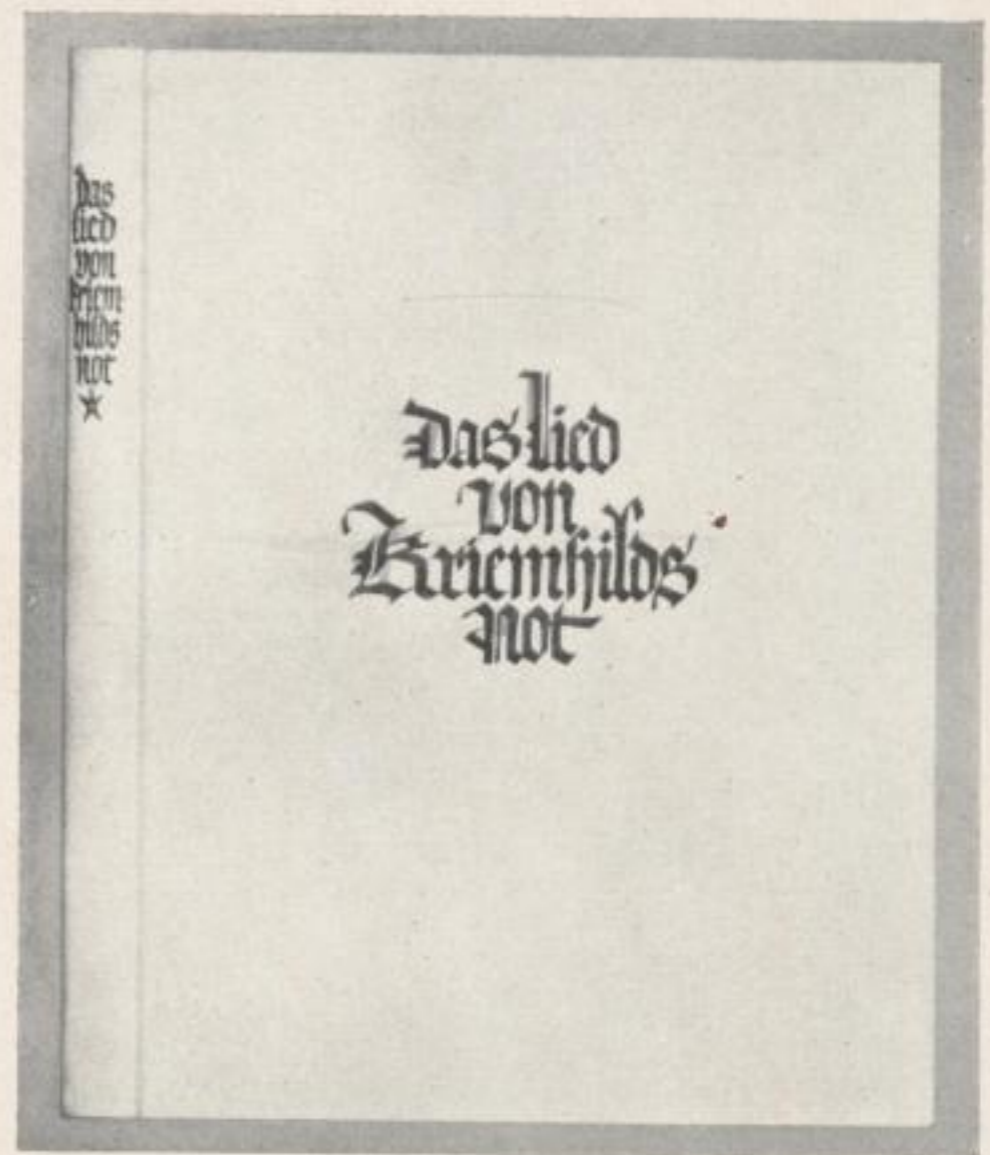 das
lied
von
kriem
hilds
not
Das lied
von
Kriemhilds
Not